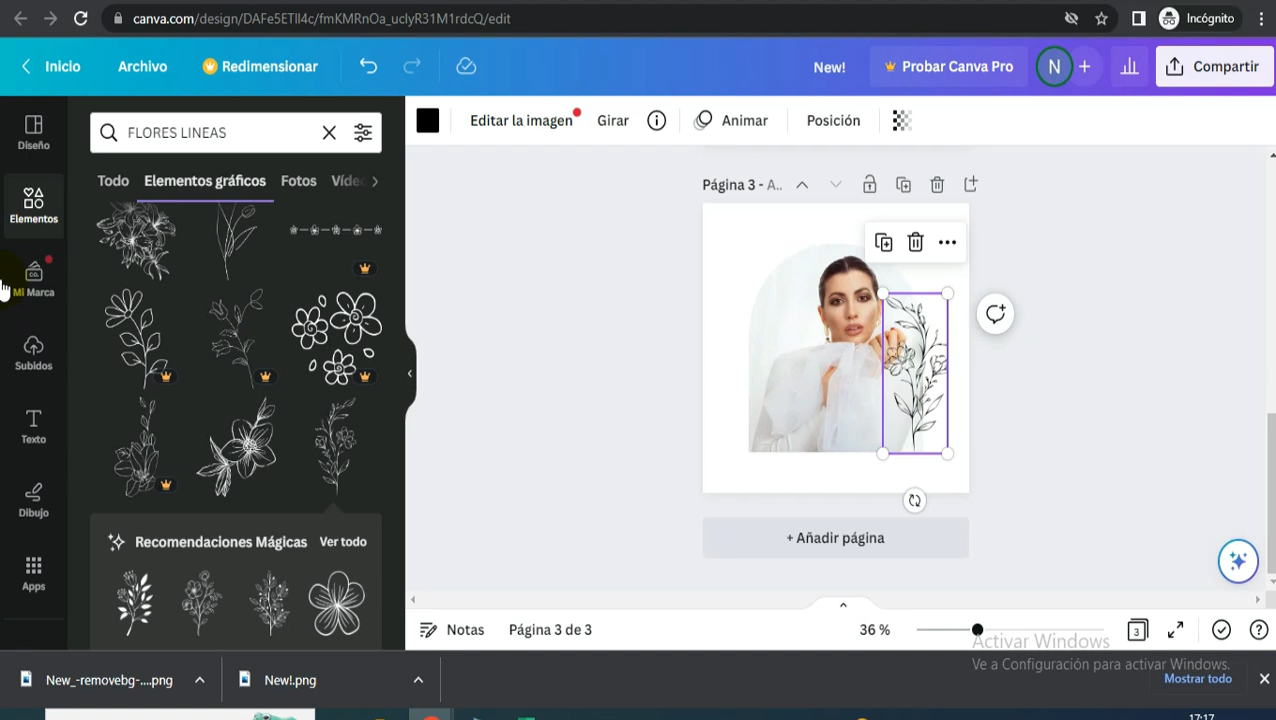 canva.com/design/DAFe5ETlI4c/fmKMRnOa_uclyR31M1rdcQ/edit
Incógnito
Inicio
Archivo
Redimensionar
New!
Probar Canva Pro
N
Compartir
Diseño
Elementos
Mi Marca
Subidos
Texto
Dibujo
Apps
FLORES LINEAS
Todo
Elementos gráficos
Fotos
Víde
Recomendaciones Mágicas
Ver todo
Editar la imagen
Girar
Animar
Posición
Página 3 - A..
+ Añadir página
Notas
Página 3 de 3
36 %
3
Activar Windows
Ve a Configuración para activar Windows.
New_-removebg-....png
New!.png
Mostrar todo
17:17